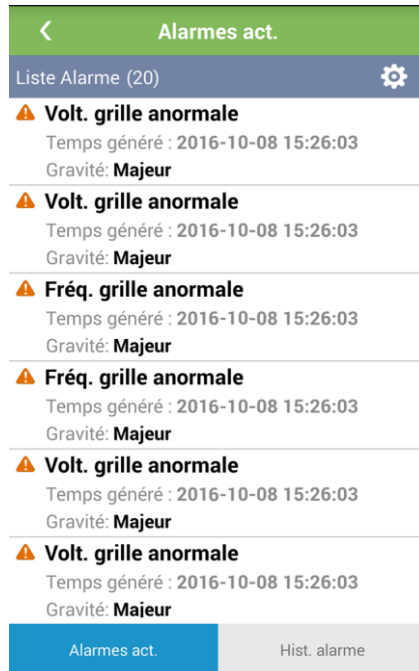 Alarmes act.
Liste Alarme (20)
Volt. grille anormale
Temps généré : 2016-10-08 15:26:03
Gravité: Majeur
Volt. grille anormale
Temps généré : 2016-10-08 15:26:03
Gravité: Majeur
Fréq. grille anormale
Temps généré : 2016-10-08 15:26:03
Gravité: Majeur
Fréq. grille anormale
Temps généré : 2016-10-08 15:26:03
Gravité: Majeur
Volt. grille anormale
Temps généré : 2016-10-08 15:26:03
Gravité: Majeur
Volt. grille anormale
Temps généré : 2016-10-08 15:26:03
Gravité: Majeur
Alarmes act. Hist. alarme